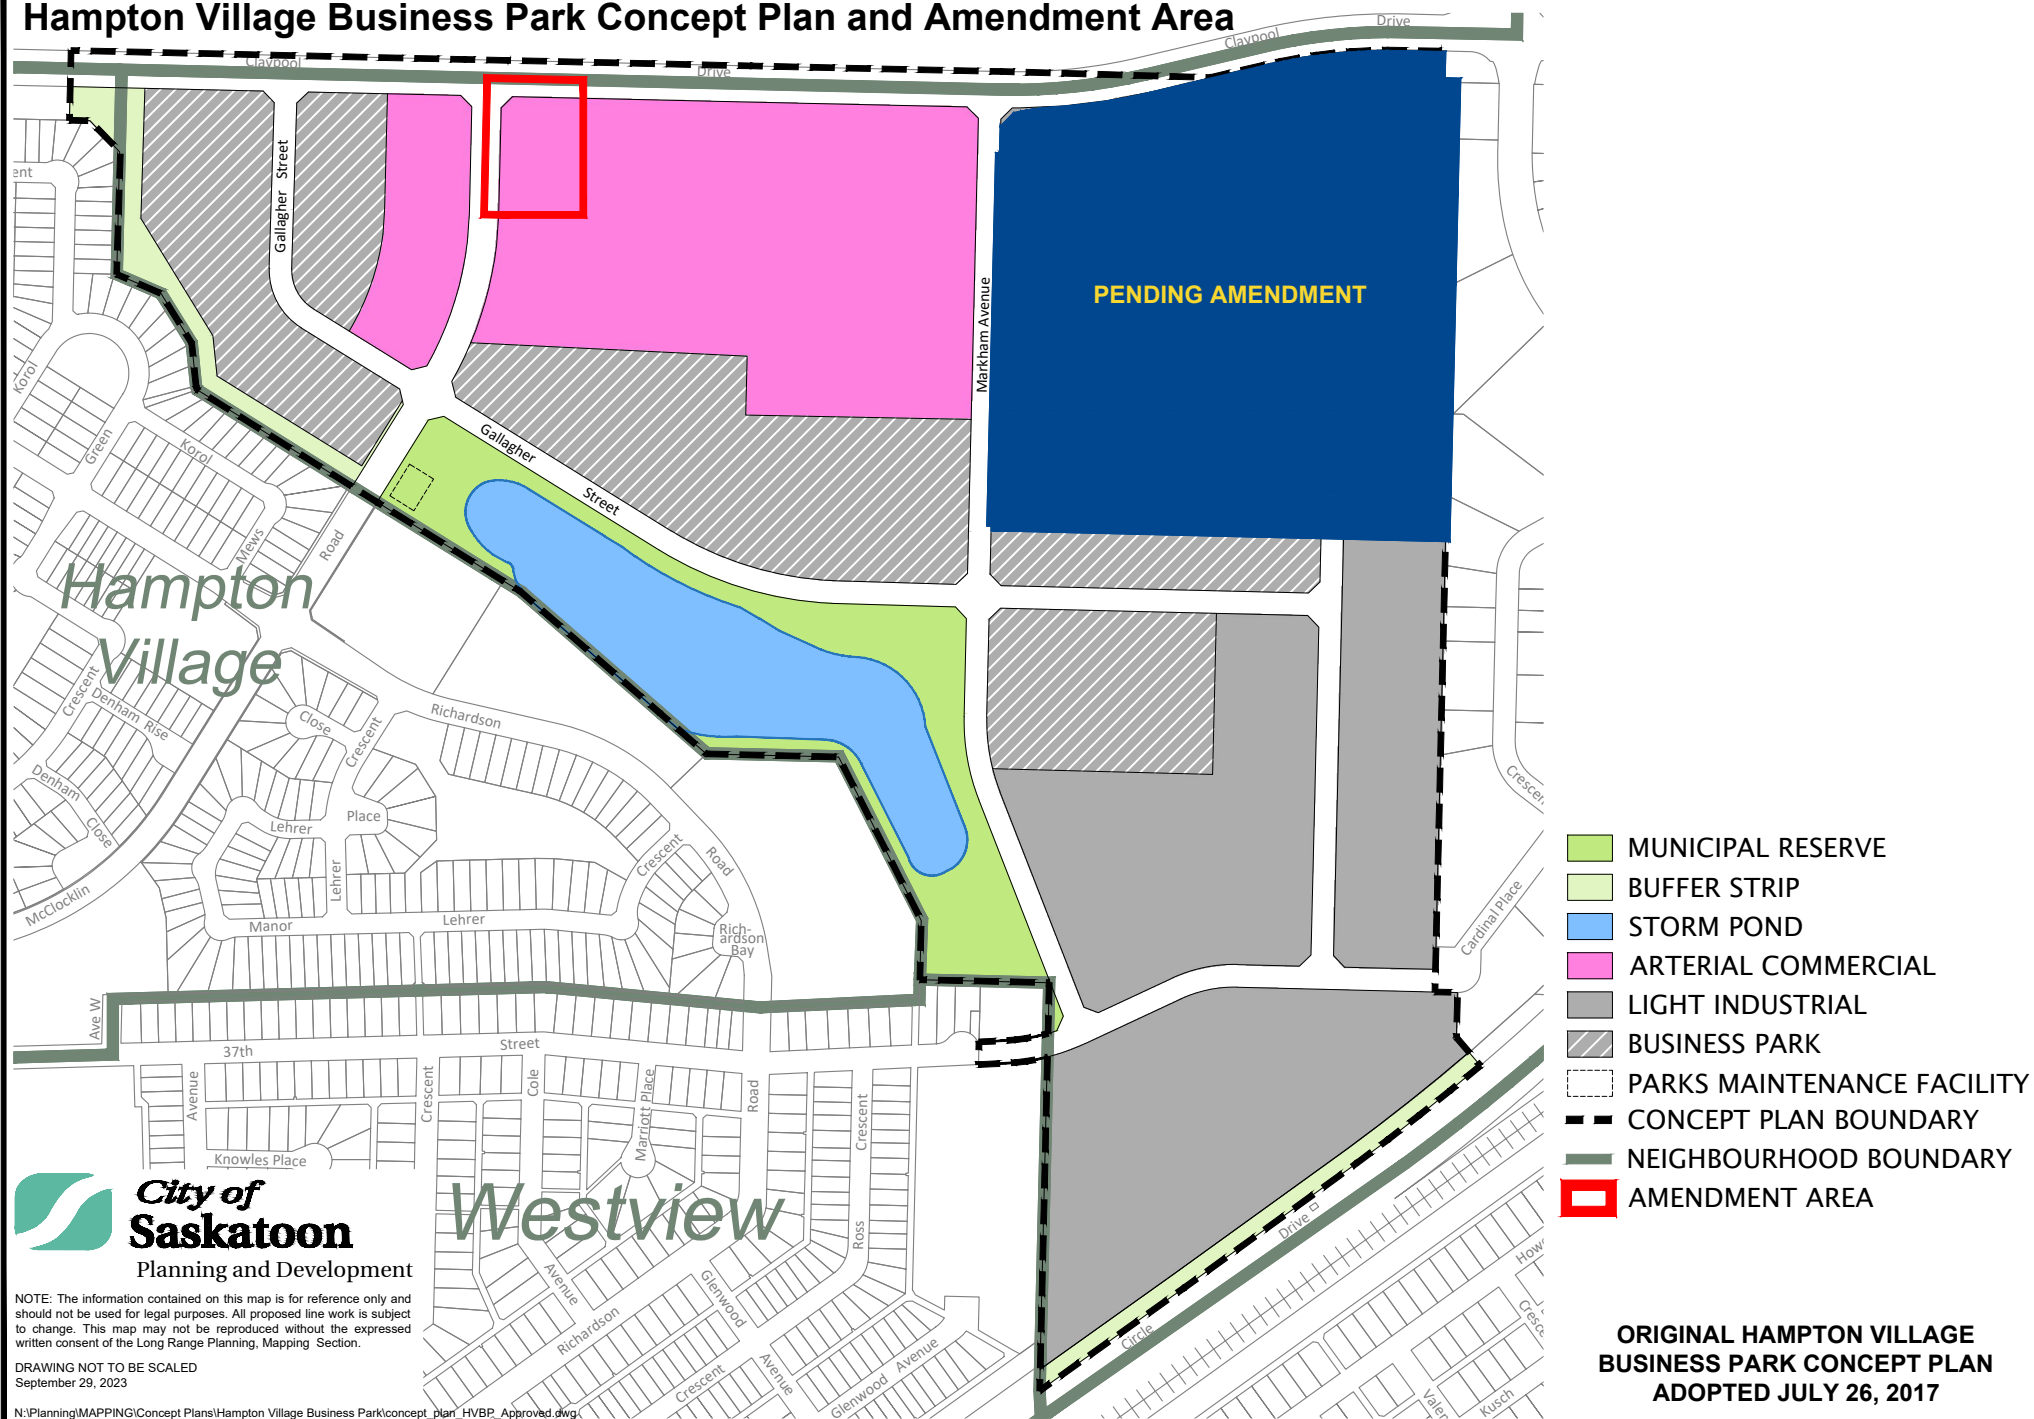 Hampton Village Business Park Concept Plan and Amendment Area
Drive
Claypool
Claypool
Drive
Gallagher Street
Markham Avenue
PENDING AMENDMENT
ent
Korol
Green
Korol
Mews
Road
Gallagher
Street
Hampton
Village
Crescent
Denham Rise
Close
Crescent
Richardson
Denham
Close
Lehrer
Place
Lehrer
Crescent
Road
McClocklin
Manor
Lehrer
Rich-
ardson
Bay
Crescen
Cardinal Place
Ave W
37th
Street
Avenue
Crescent
Cole
Marriott Place
Road
Crescent
Ross
Knowles Place
Westview
Avenue
Richardson
Glenwood
Crescent
Avenue
Glenwood Avenue
Circle
Drive
How
Cresce
Valen
Kusch
MUNICIPAL RESERVE
BUFFER STRIP
STORM POND
ARTERIAL COMMERCIAL
LIGHT INDUSTRIAL
BUSINESS PARK
PARKS MAINTENANCE FACILITY
CONCEPT PLAN BOUNDARY
NEIGHBOURHOOD BOUNDARY
AMENDMENT AREA
City of
Saskatoon
Planning and Development
NOTE: The information contained on this map is for reference only and
should not be used for legal purposes. All proposed line work is subject
to change. This map may not be reproduced without the expressed
written consent of the Long Range Planning, Mapping Section.
DRAWING NOT TO BE SCALED
September 29, 2023
N:\Planning\MAPPING\Concept Plans\Hampton Village Business Park\concept_plan_HVBP_Approved.dwg
ORIGINAL HAMPTON VILLAGE
BUSINESS PARK CONCEPT PLAN
ADOPTED JULY 26, 2017